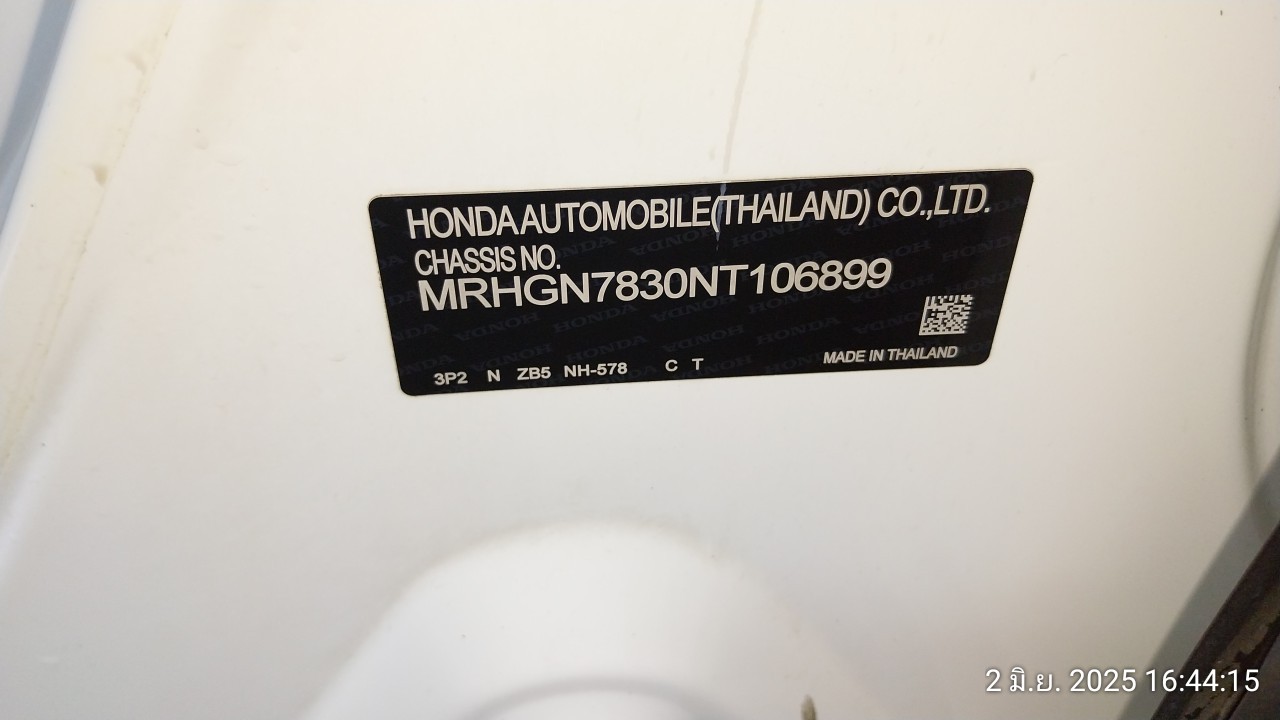 HONDA AUTOMOBILE(THAILAND) CO.,LTD.
CHASSIS NO.
MRHGN7830NT106899
3P2 N ZB5 NH-578 C T MADE IN THAILAND
2 มิ.ย. 2025 16:44:15